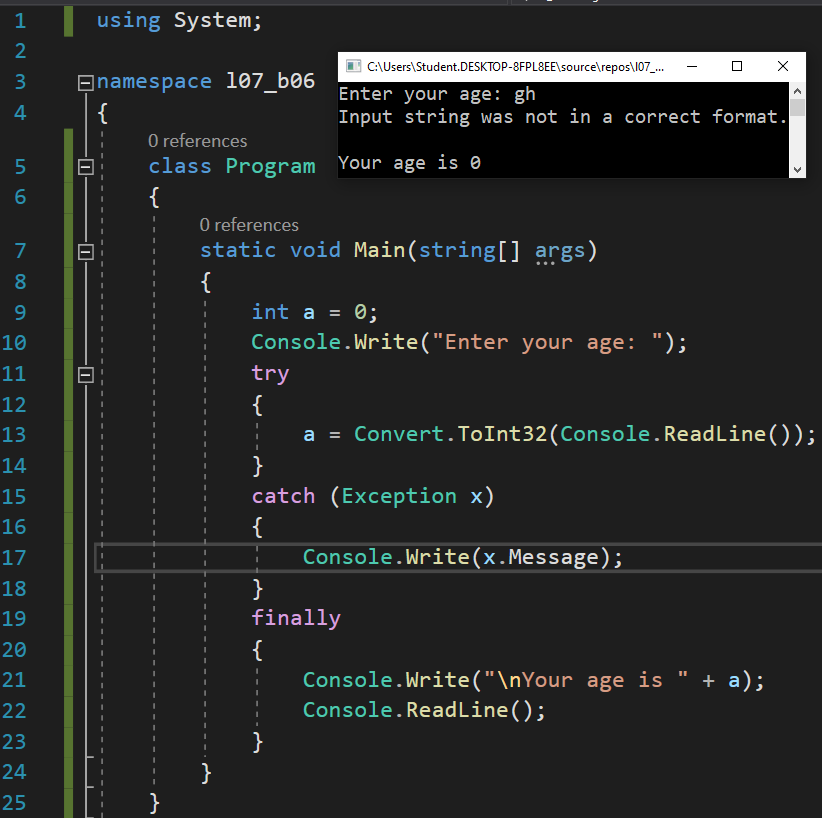 1 using System;
2
3 namespace l07_b06
4 {
0 references
5 class Program
6 {
0 references
7 static void Main(string[] args)
8 {
9 int a = 0;
10 Console.Write("Enter your age: ");
11 try
12 {
13 a = Convert.ToInt32(Console.ReadLine());
14 }
15 catch (Exception x)
16 {
17 Console.Write(x.Message);
18 }
19 finally
20 {
21 Console.Write("\nYour age is " + a);
22 Console.ReadLine();
23 }
24 }
25 }
C:\Users\Student.DESKTOP-8FPL8EE\source\repos\l07_...
Enter your age: gh
Input string was not in a correct format.
Your age is 0